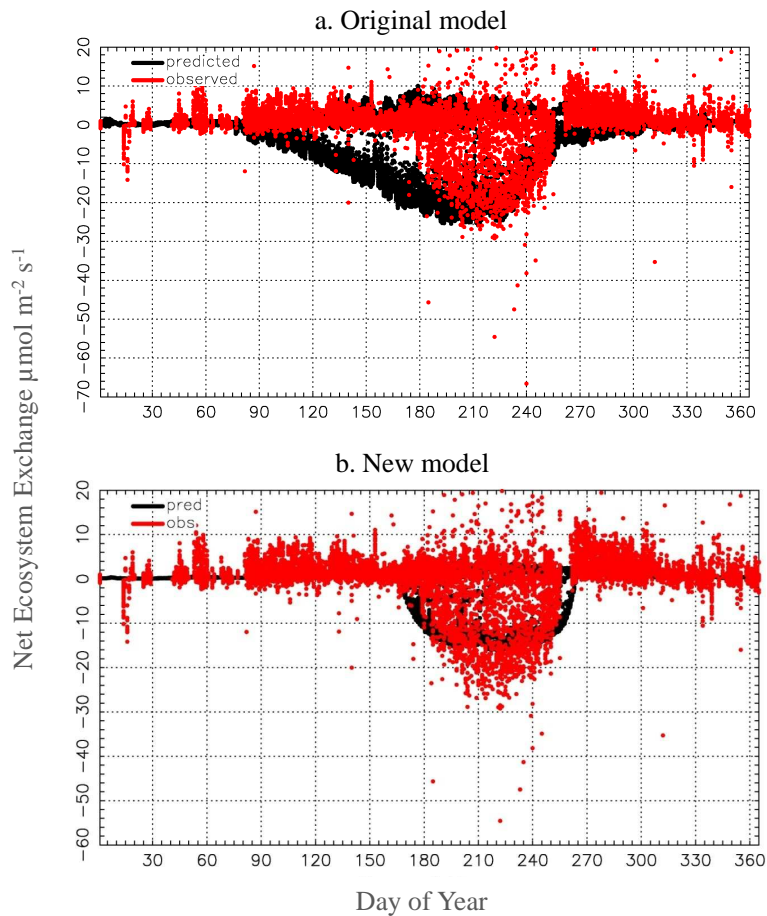 a. Original model
20
10
0
−10
−20
−30
−40
−50
−60
−70
predicted
observed
30 60 90 120 150 180 210 240 270 300 330 360
b. New model
20
10
0
−10
−20
−30
−40
−50
−60
pred
obs
30 60 90 120 150 180 210 240 270 300 330 360
Net Ecosystem Exchange µmol m⁻² s⁻¹
Day of Year